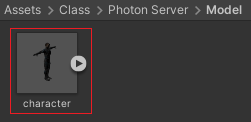 Assets > Class > Photon Server > Model
character